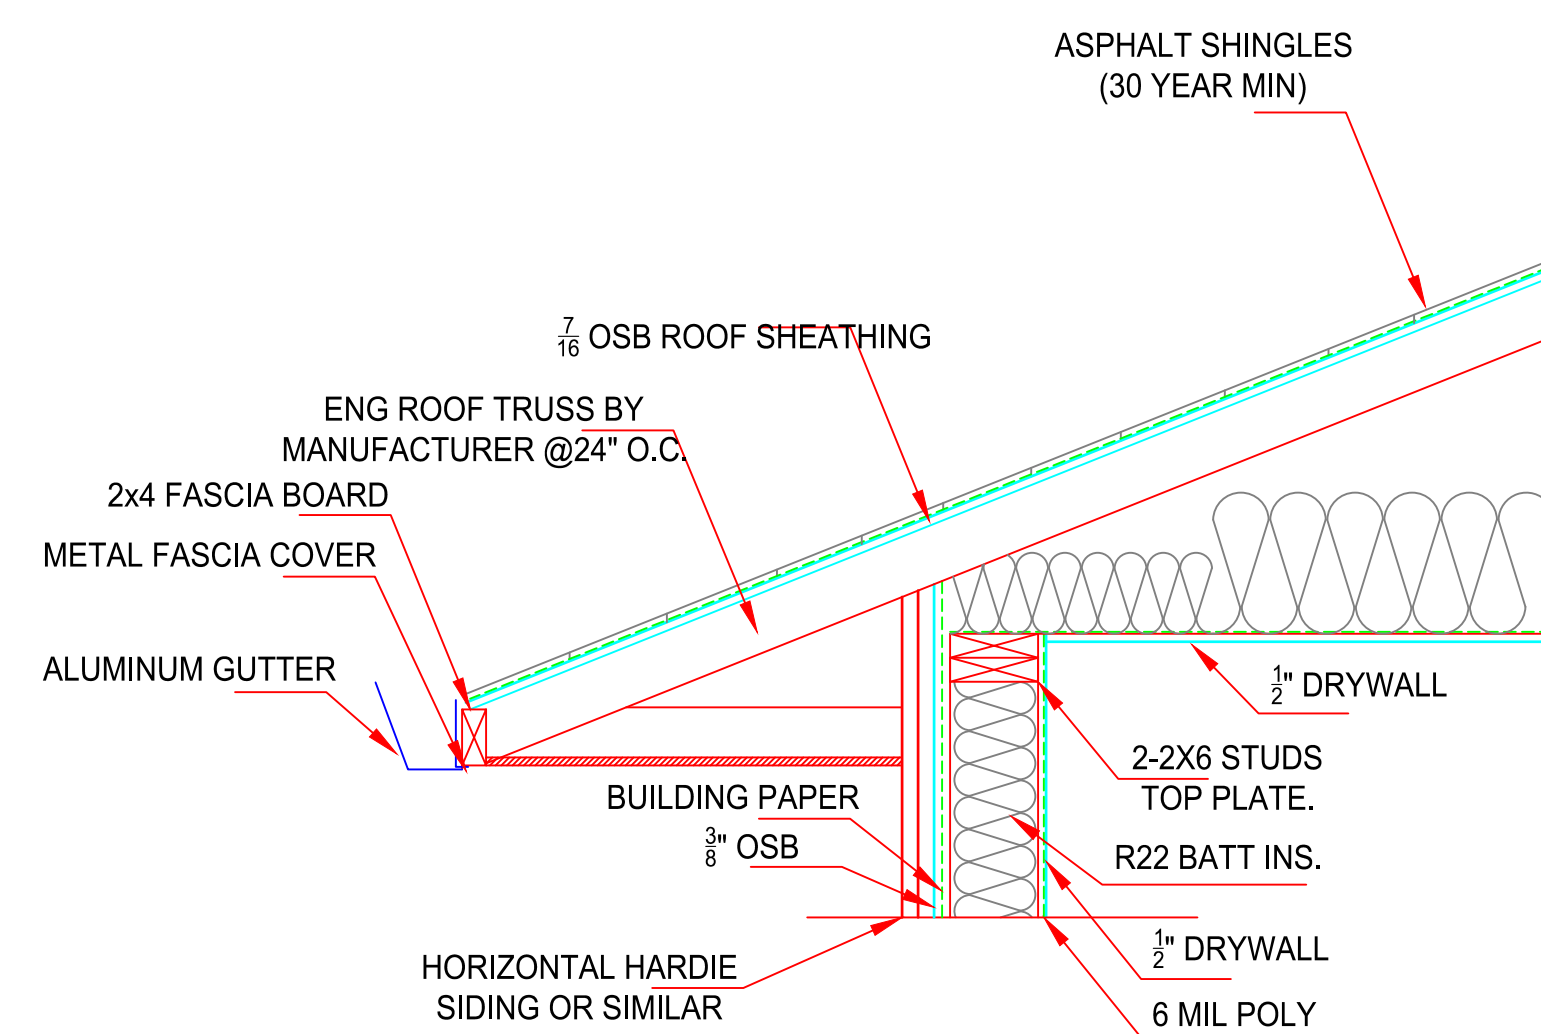 ASPHALT SHINGLES
(30 YEAR MIN)
7/16 OSB ROOF SHEATHING
ENG ROOF TRUSS BY
MANUFACTURER @24" O.C.
2x4 FASCIA BOARD
METAL FASCIA COVER
ALUMINUM GUTTER
1/2" DRYWALL
2-2X6 STUDS
TOP PLATE.
BUILDING PAPER
3/8" OSB
R22 BATT INS.
1/2" DRYWALL
HORIZONTAL HARDIE
SIDING OR SIMILAR
6 MIL POLY